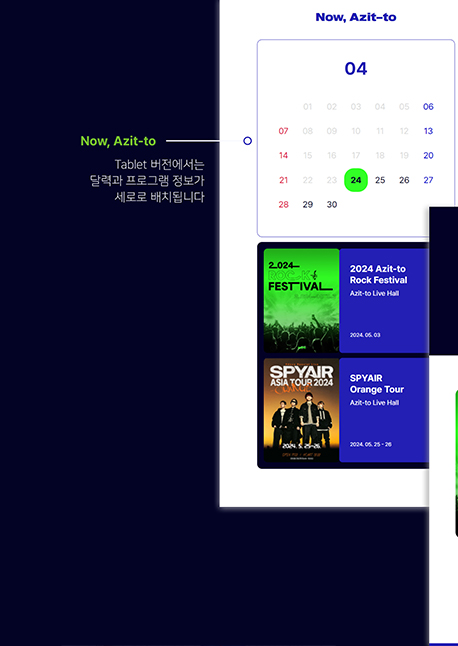 Now, Azit-to
04
01 02 03 04 05 06
07 08 09 10 11 12 13
14 15 16 17 18 19 20
21 22 23 24 25 26 27
28 29 30
Now, Azit-to
Tablet 버전에서는
달력과 프로그램 정보가
세로로 배치됩니다
2024
ROCK
FESTIVAL
2024 Azit-to
Rock Festival
Azit-to Live Hall
2024. 05. 03
SPYAIR
ASIA TOUR 2024
ORANGE
2024. 5. 25-26.
SPYAIR
Orange Tour
Azit-to Live Hall
2024. 05. 25 - 26